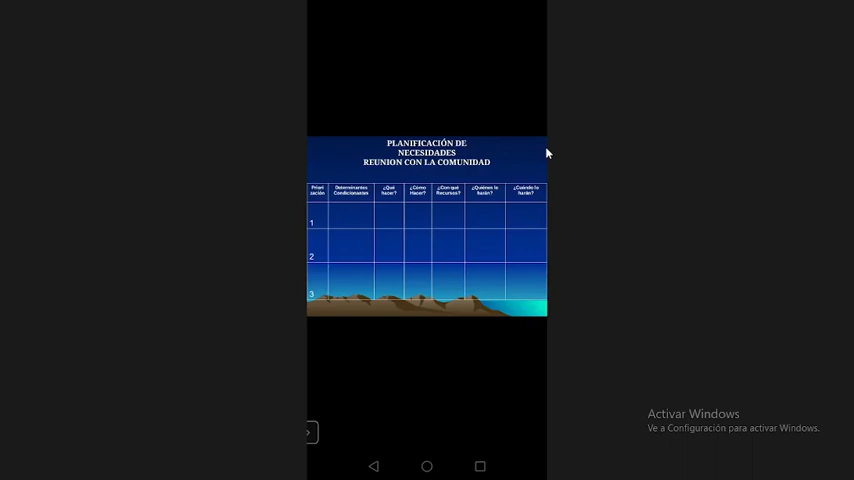 PLANIFICACIÓN DE
NECESIDADES
REUNION CON LA COMUNIDAD
Priori
zación
Determinantes
Condicionantes
¿Qué
hacer?
¿Cómo
Hacer?
¿Con qué
Recursos?
¿Quiénes lo
harán?
¿Cuándo lo
harán?
1
2
3
Activar Windows
Ve a Configuración para activar Windows.